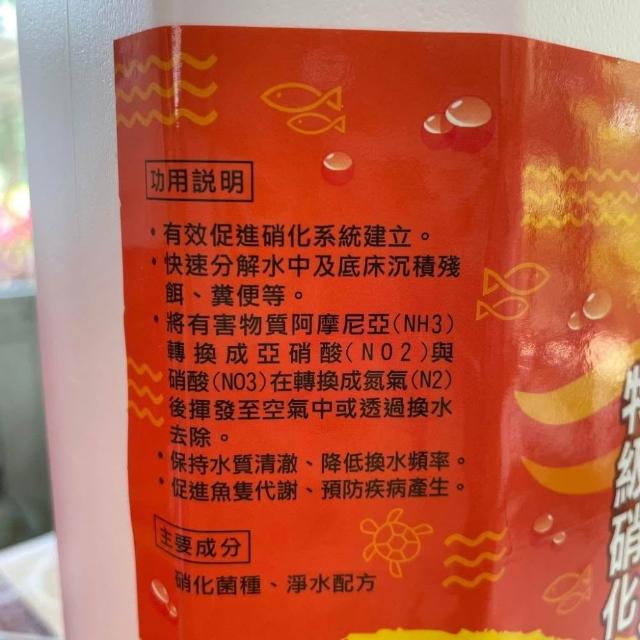 功用説明
・有效促進硝化系統建立。
・快速分解水中及底床沉積殘
餌、糞便等。
・將有害物質阿摩尼亞(NH3)
轉換成亞硝酸(NO2)與
硝酸(NO3)在轉換成氮氣(N2)
後揮發至空氣中或透過換水
去除。
・保持水質清澈、降低換水頻率。
・促進魚隻代謝、預防疾病產生。
主要成分
硝化菌種、淨水配方
特級硝化